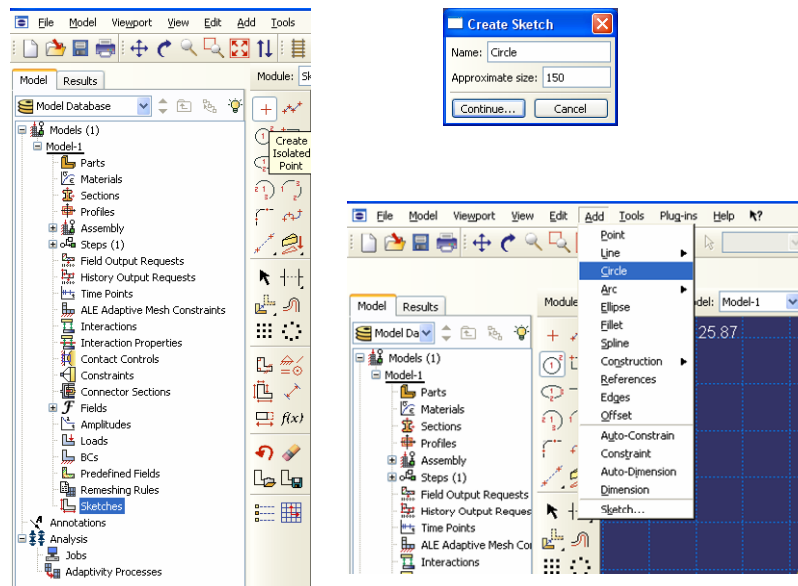 File Model Viewport View Edit Add Tools
Model Results
Module:
Model Database
Models (1)
Model-1
Parts
Materials
Sections
Profiles
Assembly
Steps (1)
Field Output Requests
History Output Requests
Time Points
ALE Adaptive Mesh Constraints
Interactions
Interaction Properties
Contact Controls
Constraints
Connector Sections
Fields
Amplitudes
Loads
BCs
Predefined Fields
Remeshing Rules
Sketches
Annotations
Analysis
Jobs
Adaptivity Processes
Create
Isolated
Point
f(x)
Create Sketch
Name: Circle
Approximate size: 150
Continue... Cancel
File Model Viewport View Edit Add Tools Plug-ins Help
Model Results
Module
Model-1
Model Da
Models (1)
Model-1
Parts
Materials
Sections
Profiles
Assembly
Steps (1)
Field Output Requests
History Output Reques
Time Points
ALE Adaptive Mesh Co
Interactions
Point
Line
Circle
Arc
Ellipse
Fillet
Spline
Construction
References
Edges
Offset
Auto-Constrain
Constraint
Auto-Dimension
Dimension
Sketch...
25.87